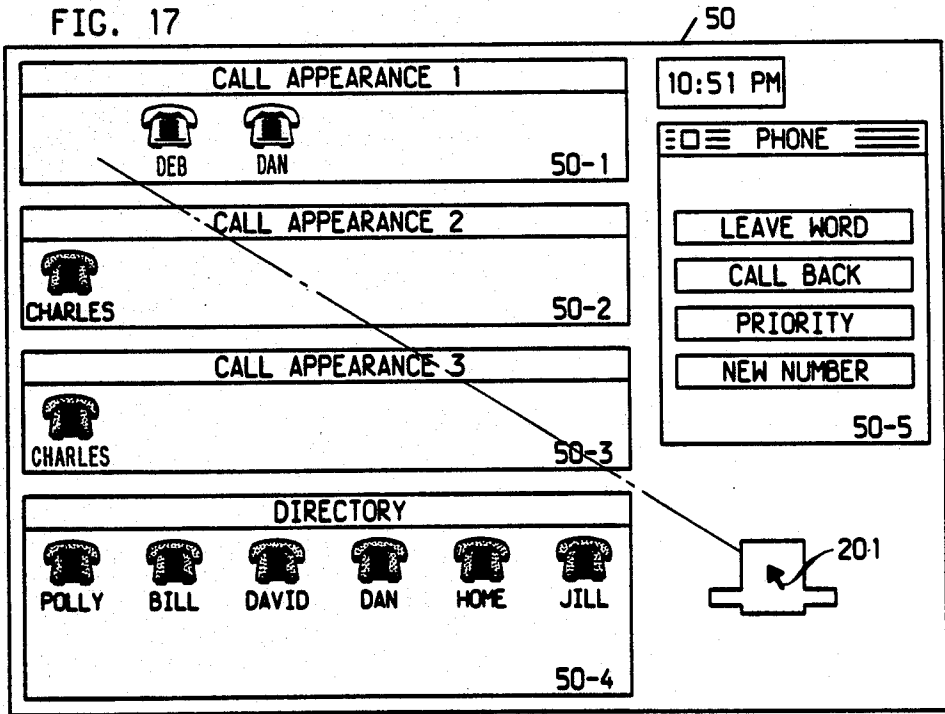 FIG. 17
50
CALL APPEARANCE 1
DEB DAN
50-1
CALL APPEARANCE 2
CHARLES
50-2
CALL APPEARANCE 3
CHARLES
50-3
DIRECTORY
POLLY BILL DAVID DAN HOME JILL
50-4
10:51 PM
PHONE
LEAVE WORD
CALL BACK
PRIORITY
NEW NUMBER
50-5
201